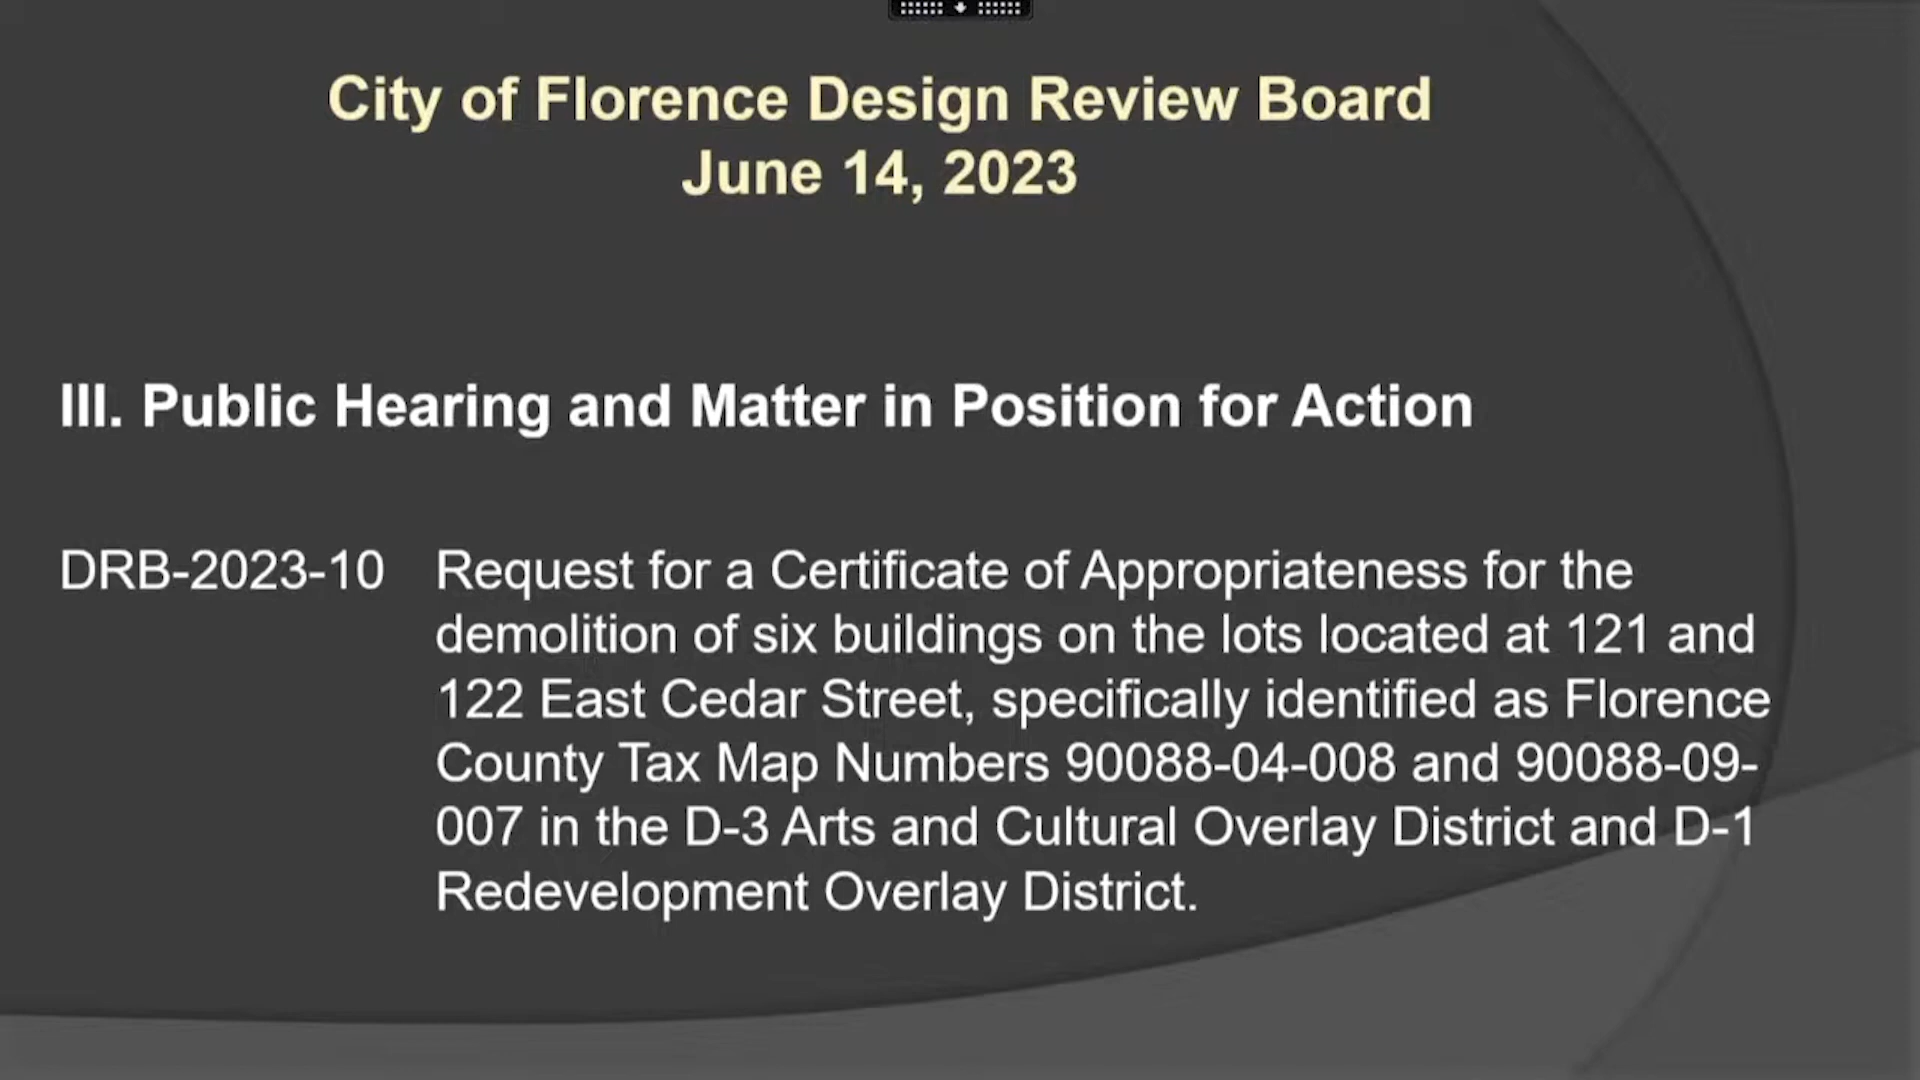 City of Florence Design Review Board
June 14, 2023
III. Public Hearing and Matter in Position for Action
DRB-2023-10 Request for a Certificate of Appropriateness for the
demolition of six buildings on the lots located at 121 and
122 East Cedar Street, specifically identified as Florence
County Tax Map Numbers 90088-04-008 and 90088-09-
007 in the D-3 Arts and Cultural Overlay District and D-1
Redevelopment Overlay District.